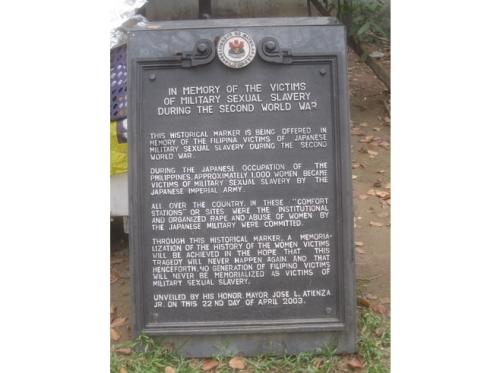 IN MEMORY OF THE VICTIMS
OF MILITARY SEXUAL SLAVERY
DURING THE SECOND WORLD WAR
THIS HISTORICAL MARKER IS BEING OFFERED IN
MEMORY OF THE FILIPINA VICTIMS OF JAPANESE
MILITARY SEXUAL SLAVERY DURING THE SECOND
WORLD WAR.
DURING THE JAPANESE OCCUPATION OF THE
PHILIPPINES, APPROXIMATELY 1,000 WOMEN BECAME
VICTIMS OF MILITARY SEXUAL SLAVERY BY THE
JAPANESE IMPERIAL ARMY.
ALL OVER THE COUNTRY, IN THESE "COMFORT
STATIONS" OR SITES WERE THE INSTITUTIONAL
AND ORGANIZED RAPE AND ABUSE OF WOMEN BY
THE JAPANESE MILITARY WERE COMMITTED.
THROUGH THIS HISTORICAL MARKER, A MEMORIA-
LIZATION OF THE HISTORY OF THE WOMEN VICTIMS
WILL BE ACHIEVED IN THE HOPE THAT THIS
TRAGEDY WILL NEVER HAPPEN AGAIN AND THAT
HENCEFORTH, NO GENERATION OF FILIPINO VICTIMS
WILL NEVER BE MEMORIALIZED AS VICTIMS OF
MILITARY SEXUAL SLAVERY.
UNVEILED BY HIS HONOR MAYOR JOSE L. ATIENZA
JR. ON THIS 22ND DAY OF APRIL 2003.